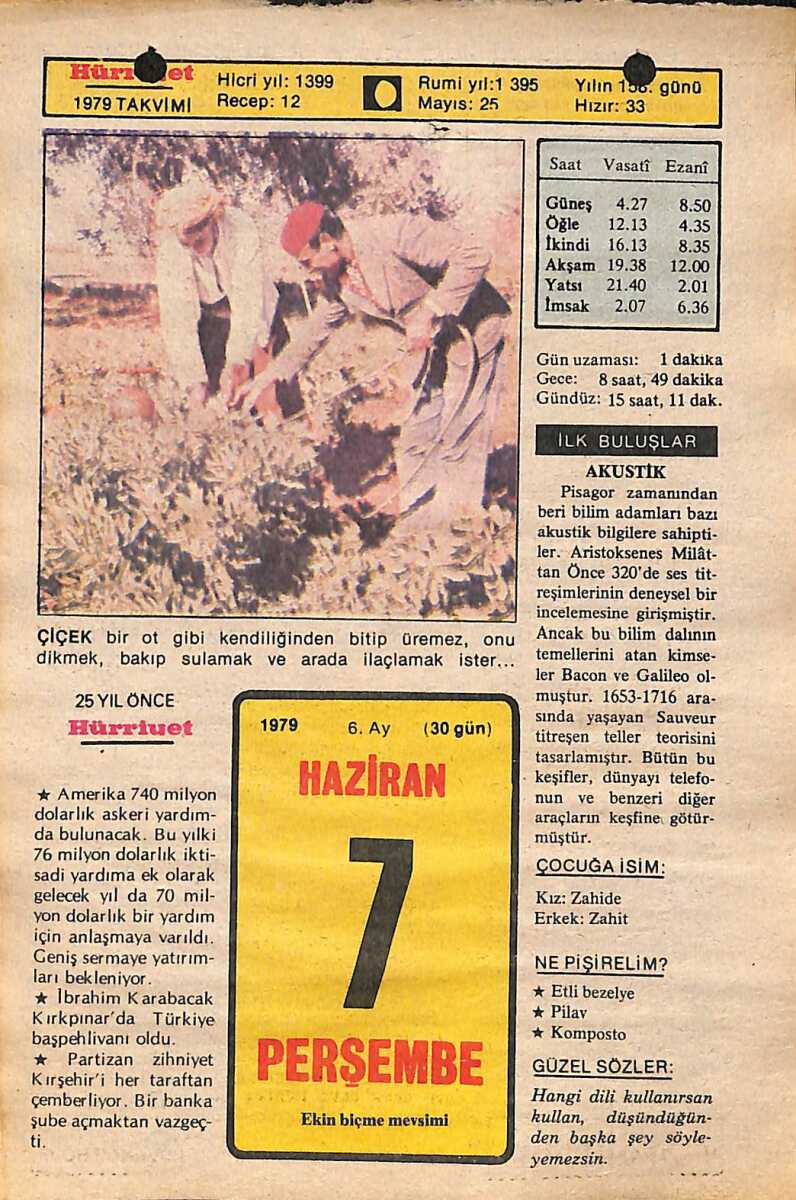 Hürriyet
1979 TAKVİMİ
Hicri yıl: 1399
Recep: 12
Rumi yıl:1 395
Mayıs: 25
Yılın 158. günü
Hızır: 33
Saat Vasatî Ezanî
Güneş 4.27 8.50
Öğle 12.13 4.35
İkindi 16.13 8.35
Akşam 19.38 12.00
Yatsı 21.40 2.01
İmsak 2.07 6.36
Gün uzaması: 1 dakika
Gece: 8 saat, 49 dakika
Gündüz: 15 saat, 11 dak.
İLK BULUŞLAR
AKUSTİK
Pisagor zamanından
beri bilim adamları bazı
akustik bilgilere sahipti-
ler. Aristoksenes Milât-
tan Önce 320'de ses tit-
reşimlerinin deneysel bir
incelemesine girişmiştir.
Ancak bu bilim dalının
temellerini atan kimse-
ler Bacon ve Galileo ol-
muştur. 1653-1716 ara-
sında yaşayan Sauveur
titreşen teller teorisini
tasarlamıştır. Bütün bu
keşifler, dünyayı telefo-
nun ve benzeri diğer
araçların keşfine götür-
müştür.
ÇOCUĞA İSİM:
Kız: Zahide
Erkek: Zahit
NE PİŞİRELİM?
★ Etli bezelye
★ Pilav
★ Komposto
GÜZEL SÖZLER:
Hangi dili kullanırsan
kullan, düşündüğün-
den başka şey söyle-
yemezsin.
ÇİÇEK bir ot gibi kendiliğinden bitip üremez, onu
dikmek, bakıp sulamak ve arada ilaçlamak ister...
25 YIL ÖNCE
Hürriyet
★ Amerika 740 milyon
dolarlık askeri yardım-
da bulunacak. Bu yılki
76 milyon dolarlık ikti-
sadi yardıma ek olarak
gelecek yıl da 70 mil-
yon dolarlık bir yardım
için anlaşmaya varıldı.
Geniş sermaye yatırım-
ları bekleniyor.
★ İbrahim Karabacak
Kırkpınar'da Türkiye
başpehlivanı oldu.
★ Partizan zihniyet
Kırşehir'i her taraftan
çemberliyor. Bir banka
şube açmaktan vazgeç-
ti.
1979 6. Ay (30 gün)
HAZİRAN
7
PERŞEMBE
Ekin biçme mevsimi